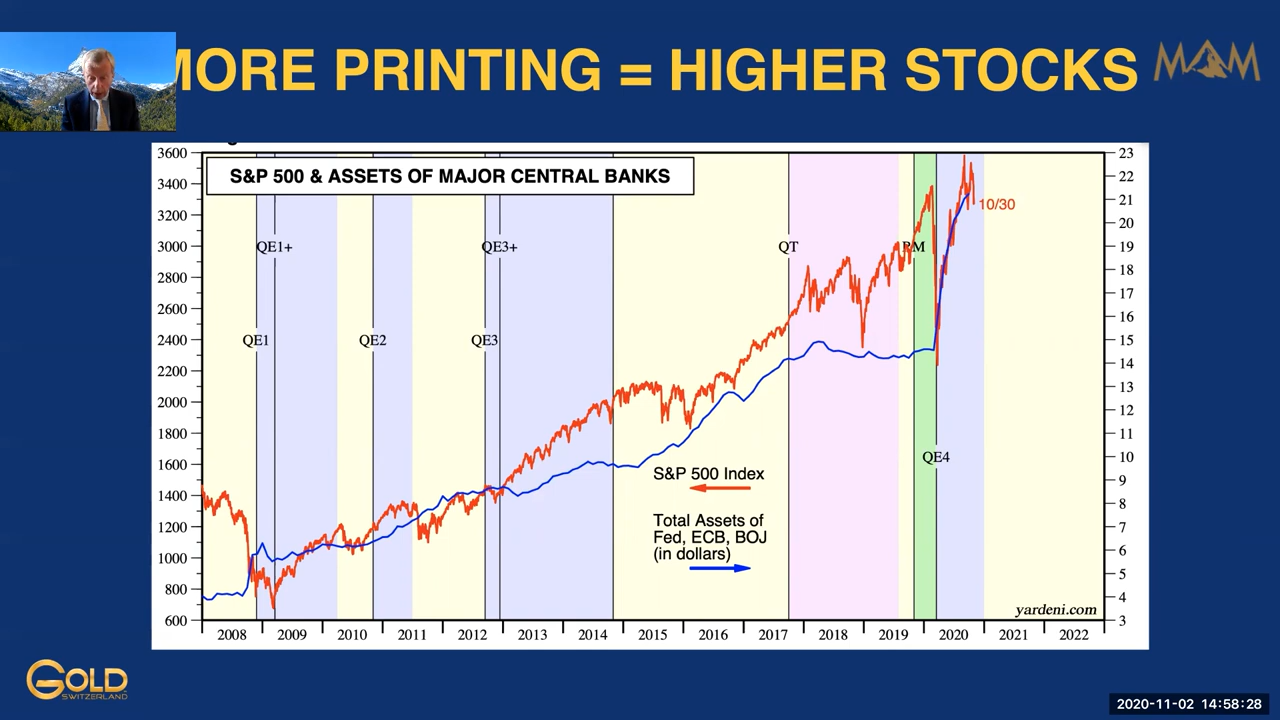 MORE PRINTING = HIGHER STOCKS
MAM
S&P 500 & ASSETS OF MAJOR CENTRAL BANKS
3600
3400
3200
3000
2800
2600
2400
2200
2000
1800
1600
1400
1200
1000
800
600
23
22
21
20
19
18
17
16
15
14
13
12
11
10
9
8
7
6
5
4
3
10/30
QE1+
QE3+
QT
RM
QE1
QE2
QE3
QE4
S&P 500 Index
Total Assets of
Fed, ECB, BOJ
(in dollars)
yardeni.com
2008 2009 2010 2011 2012 2013 2014 2015 2016 2017 2018 2019 2020 2021 2022
GOLD
SWITZERLAND
2020-11-02 14:58:28